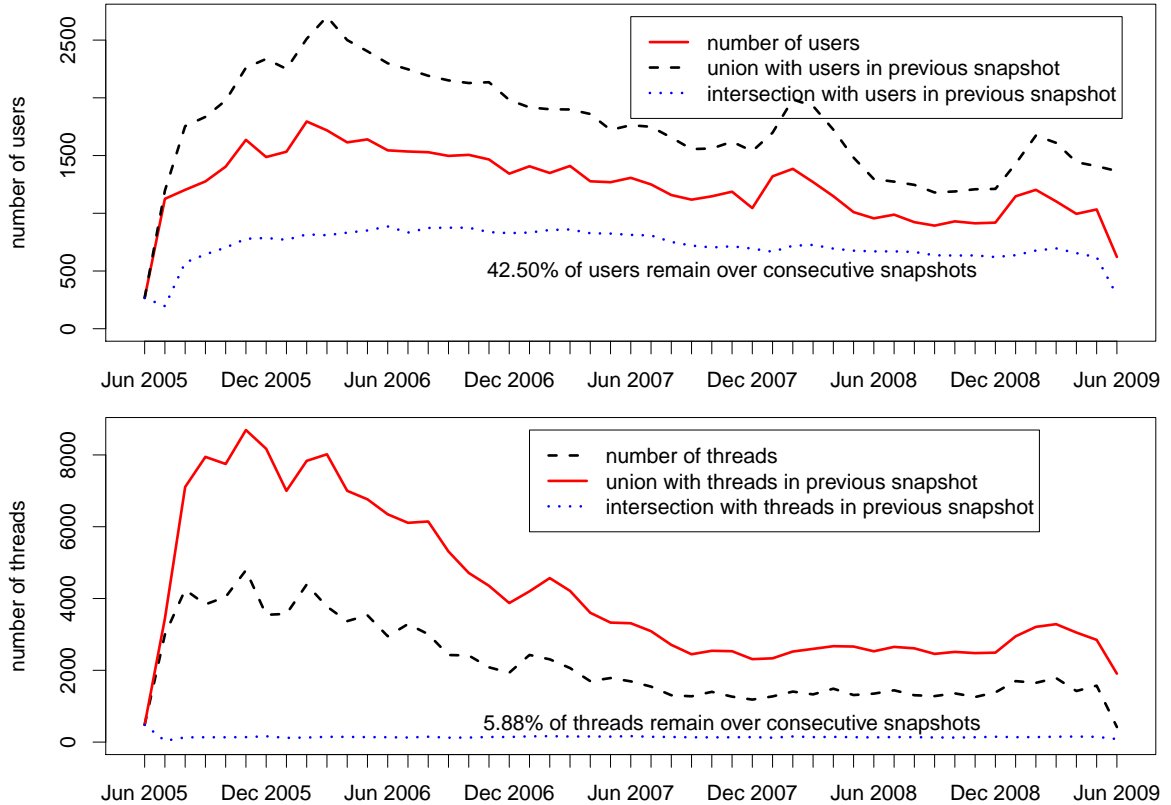 number of users
0
500
1500
2500
number of users
union with users in previous snapshot
intersection with users in previous snapshot
42.50% of users remain over consecutive snapshots
Jun 2005
Dec 2005
Jun 2006
Dec 2006
Jun 2007
Dec 2007
Jun 2008
Dec 2008
Jun 2009
number of threads
0
2000
4000
6000
8000
number of threads
union with threads in previous snapshot
intersection with threads in previous snapshot
5.88% of threads remain over consecutive snapshots
Jun 2005
Dec 2005
Jun 2006
Dec 2006
Jun 2007
Dec 2007
Jun 2008
Dec 2008
Jun 2009